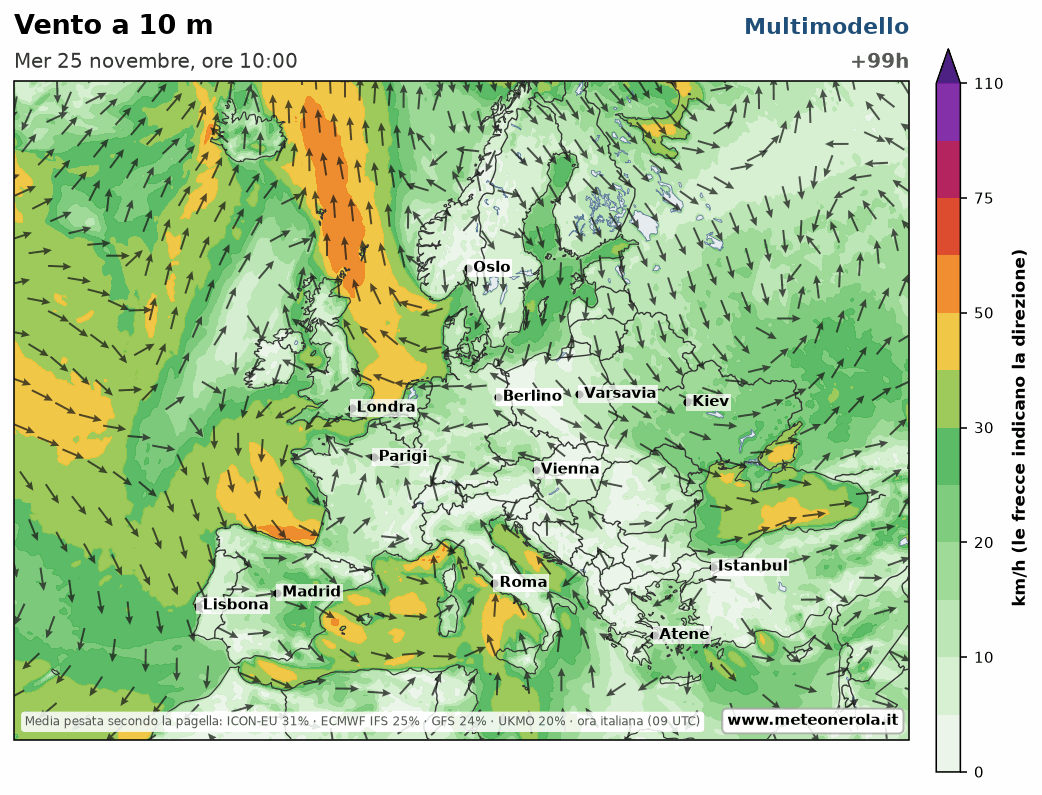 Vento a 10 m
Multimodello
Mer 25 novembre, ore 10:00
+99h
110
75
50
30
20
10
0
km/h (le frecce indicano la direzione)
Oslo
Berlino
Varsavia
Kiev
Londra
Parigi
Vienna
Istanbul
Roma
Madrid
Lisbona
Atene
Media pesata secondo la pagella: ICON-EU 31% · ECMWF IFS 25% · GFS 24% · UKMO 20% · ora italiana (09 UTC)
www.meteonerola.it